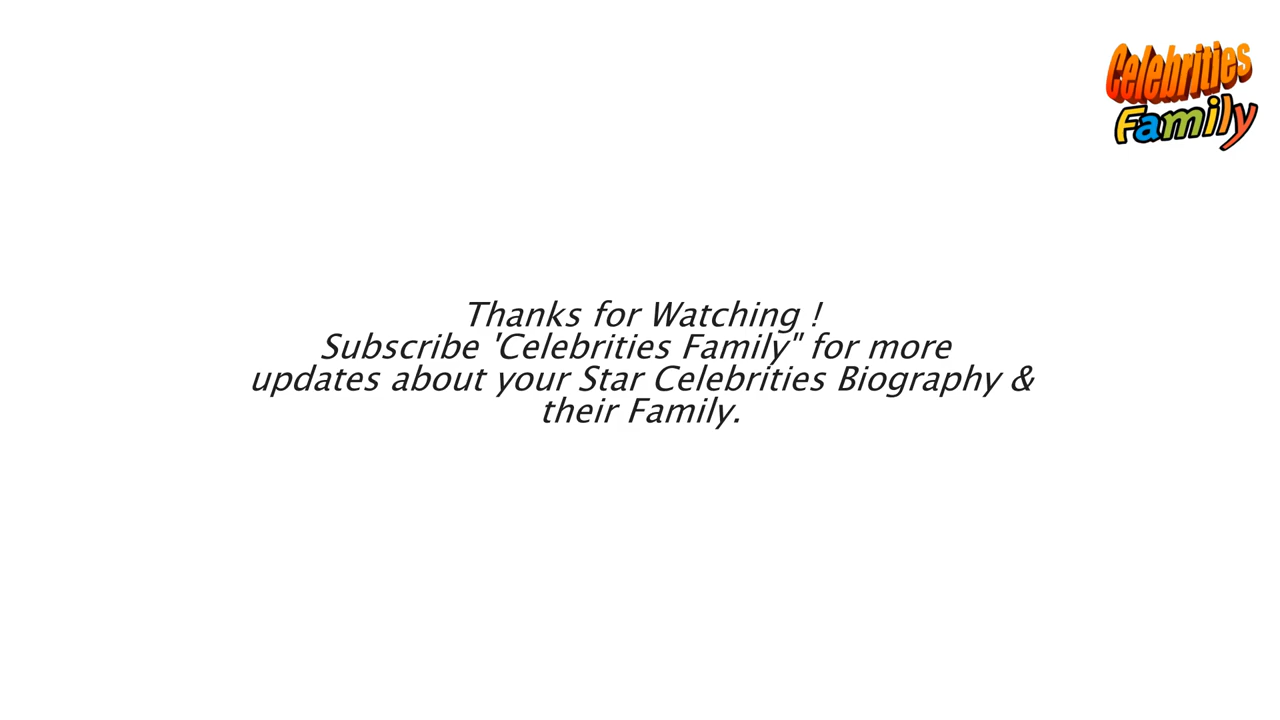 Celebrities
Family
Thanks for Watching !
Subscribe 'Celebrities Family" for more
updates about your Star Celebrities Biography &
their Family.